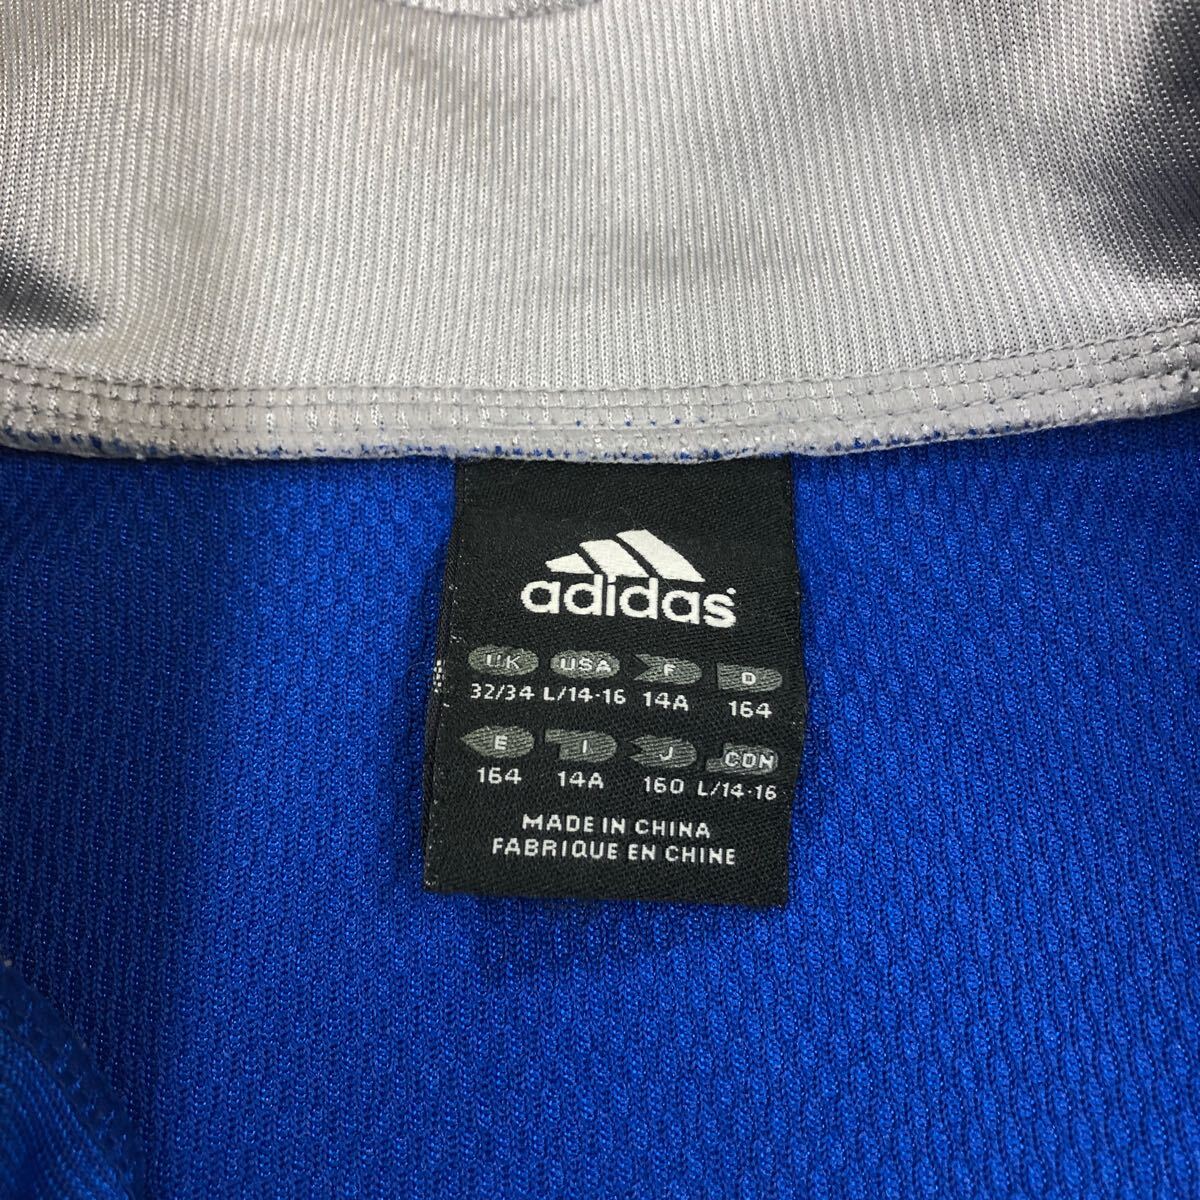 adidas
UK USA F D
32/34 L/14-16 14A 164
E I J CDN
164 14A 160 L/14-16
MADE IN CHINA
FABRIQUE EN CHINE